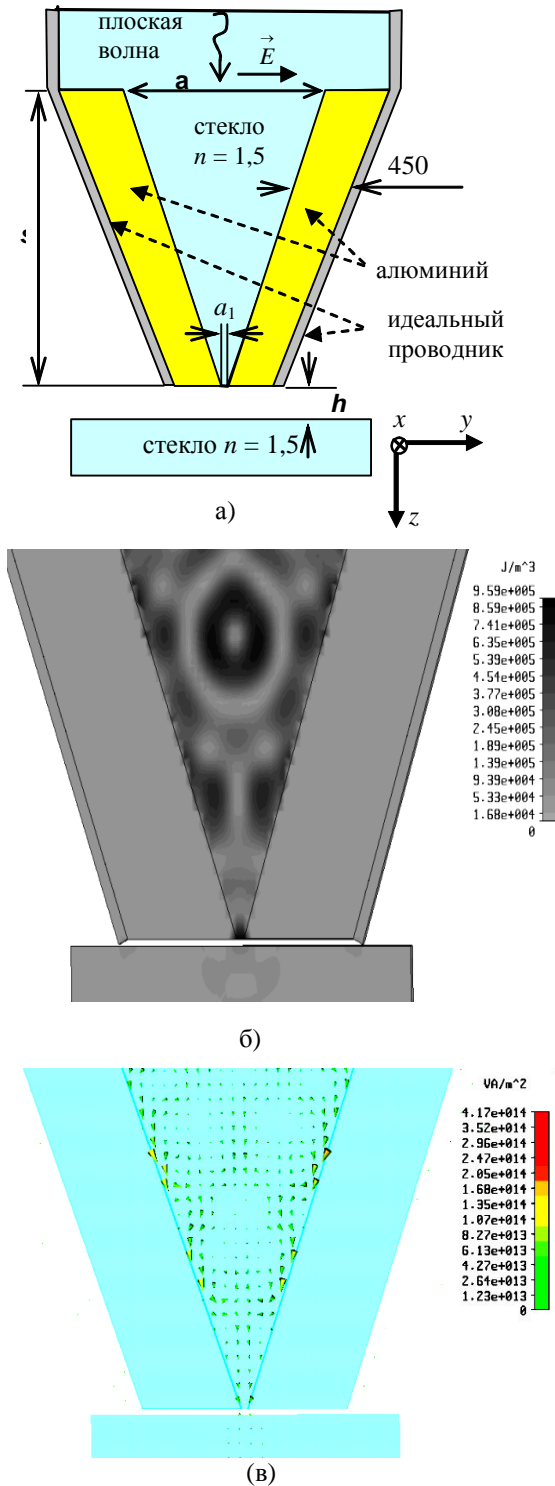 плоская
волна
E
a
стекло
n = 1,5
450
алюминий
a1
идеальный
проводник
h
стекло n = 1,5
x
y
z
а)
J/m^3
9.59e+005
8.59e+005
7.41e+005
6.35e+005
5.39e+005
4.54e+005
3.77e+005
3.08e+005
2.45e+005
1.89e+005
1.39e+005
9.39e+004
5.33e+004
1.68e+004
0
б)
VA/m^2
4.17e+014
3.52e+014
2.96e+014
2.47e+014
2.05e+014
1.68e+014
1.35e+014
1.07e+014
8.27e+013
6.13e+013
4.27e+013
2.64e+013
1.23e+013
0
(в)